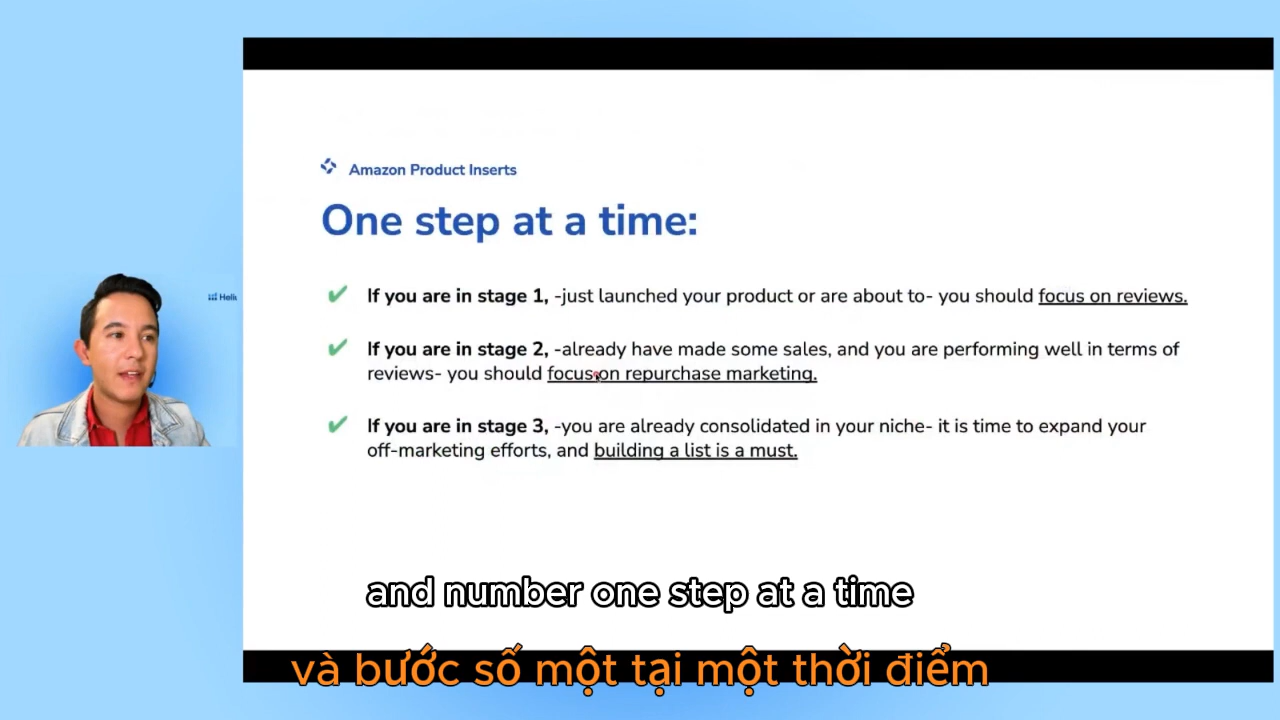 Amazon Product Inserts
One step at a time:
✔ If you are in stage 1, -just launched your product or are about to- you should focus on reviews.
✔ If you are in stage 2, -already have made some sales, and you are performing well in terms of
reviews- you should focus on repurchase marketing.
✔ If you are in stage 3, -you are already consolidated in your niche- it is time to expand your
off-marketing efforts, and building a list is a must.
and number one step at a time
và bước số một tại một thời điểm